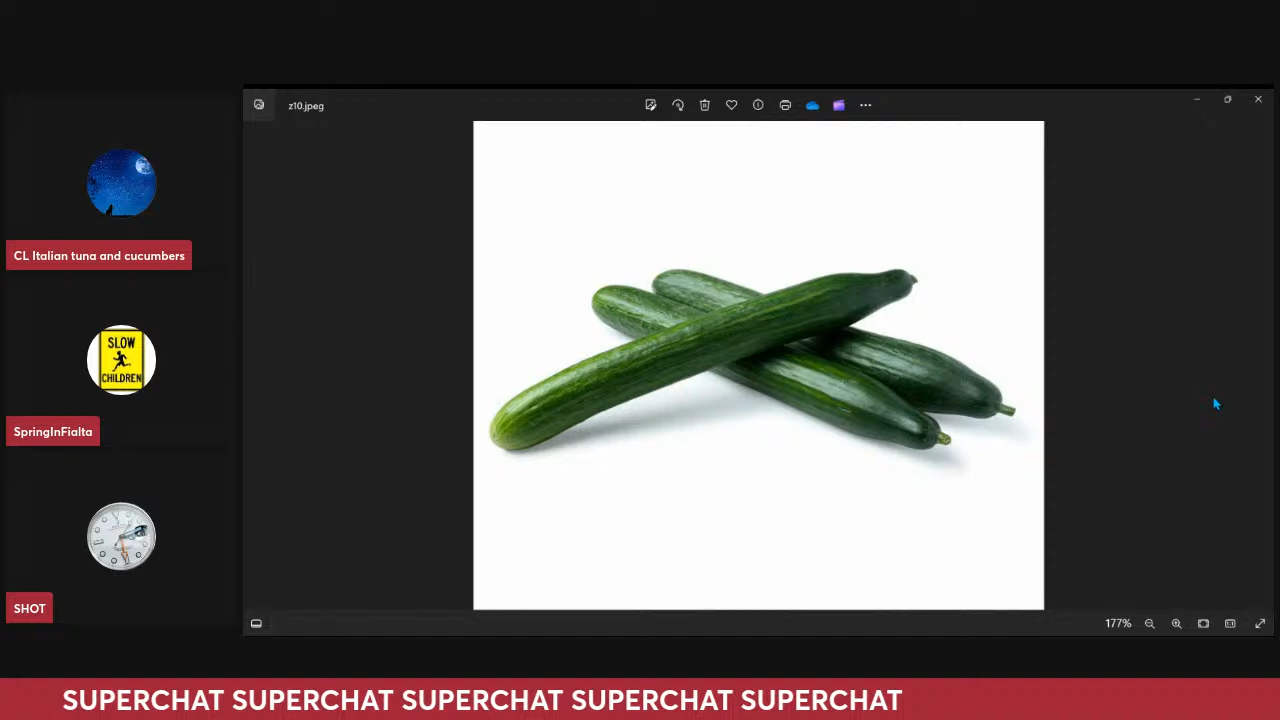 z10.jpeg
CL Italian tuna and cucumbers
SLOW
CHILDREN
SpringInFialta
SHOT
177%
SUPERCHAT SUPERCHAT SUPERCHAT SUPERCHAT SUPERCHAT